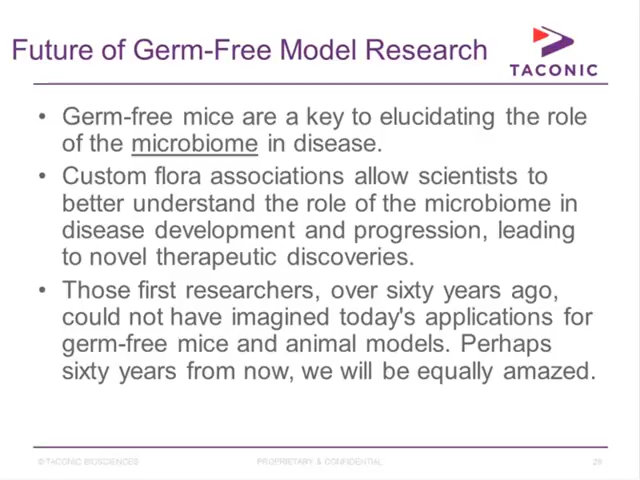 Future of Germ-Free Model Research
TACONIC
• Germ-free mice are a key to elucidating the role
of the microbiome in disease.
• Custom flora associations allow scientists to
better understand the role of the microbiome in
disease development and progression, leading
to novel therapeutic discoveries.
• Those first researchers, over sixty years ago,
could not have imagined today's applications for
germ-free mice and animal models. Perhaps
sixty years from now, we will be equally amazed.
© TACONIC BIOSCIENCES PROPRIETARY & CONFIDENTIAL